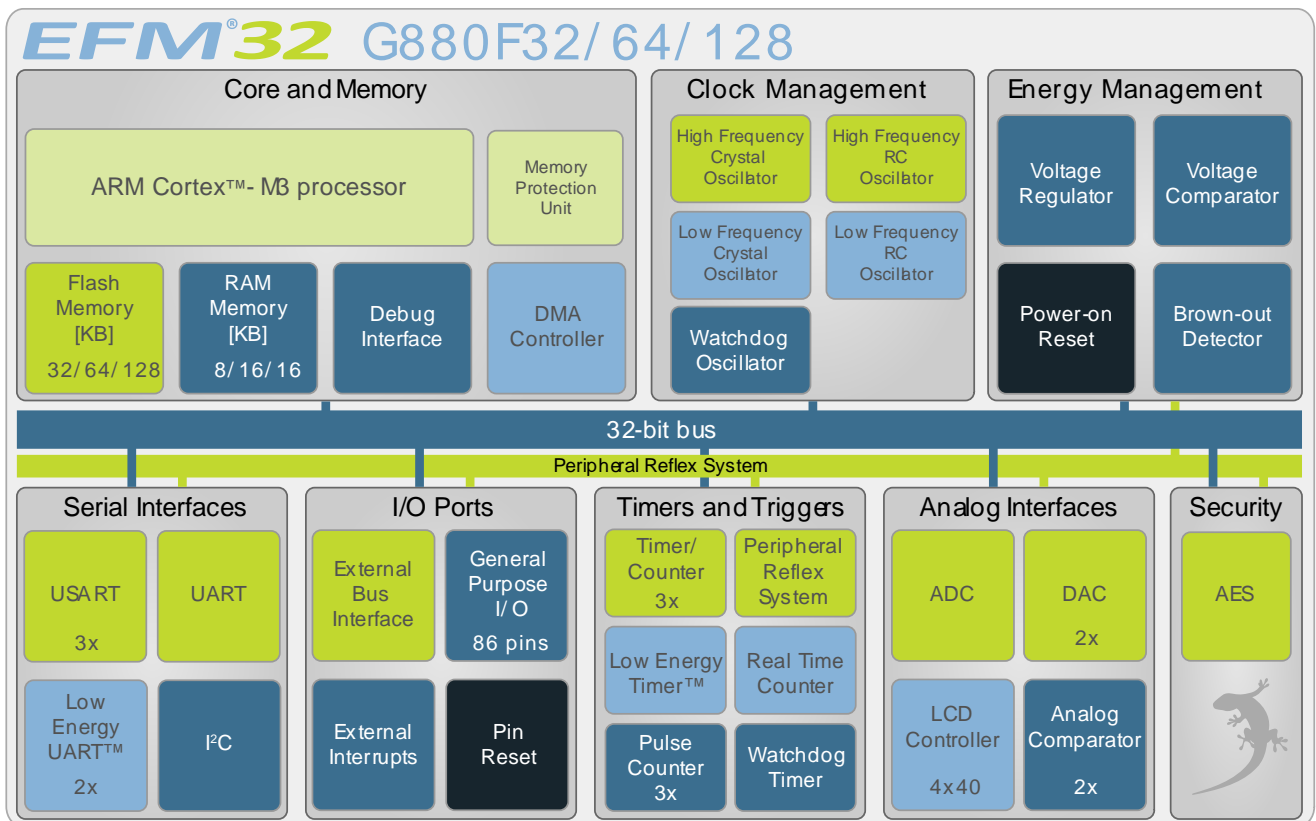 EFM®32 G880F32/64/128
Core and Memory
ARM Cortex™-M3 processor
Memory
Protection
Unit
Flash
Memory
[KB]
32/64/128
RAM
Memory
[KB]
8/16/16
Debug
Interface
DMA
Controller
Clock Management
High Frequency
Crystal
Oscillator
High Frequency
RC
Oscillator
Low Frequency
Crystal
Oscillator
Low Frequency
RC
Oscillator
Watchdog
Oscillator
Energy Management
Voltage
Regulator
Voltage
Comparator
Power-on
Reset
Brown-out
Detector
32-bit bus
Peripheral Reflex System
Serial Interfaces
USART
3x
UART
Low
Energy
UART™
2x
I²C
I/O Ports
External
Bus
Interface
General
Purpose
I/O
86 pins
External
Interrupts
Pin
Reset
Timers and Triggers
Timer/
Counter
3x
Peripheral
Reflex
System
Low Energy
Timer™
Real Time
Counter
Pulse
Counter
3x
Watchdog
Timer
Analog Interfaces
ADC
DAC
2x
LCD
Controller
4x40
Analog
Comparator
2x
Security
AES